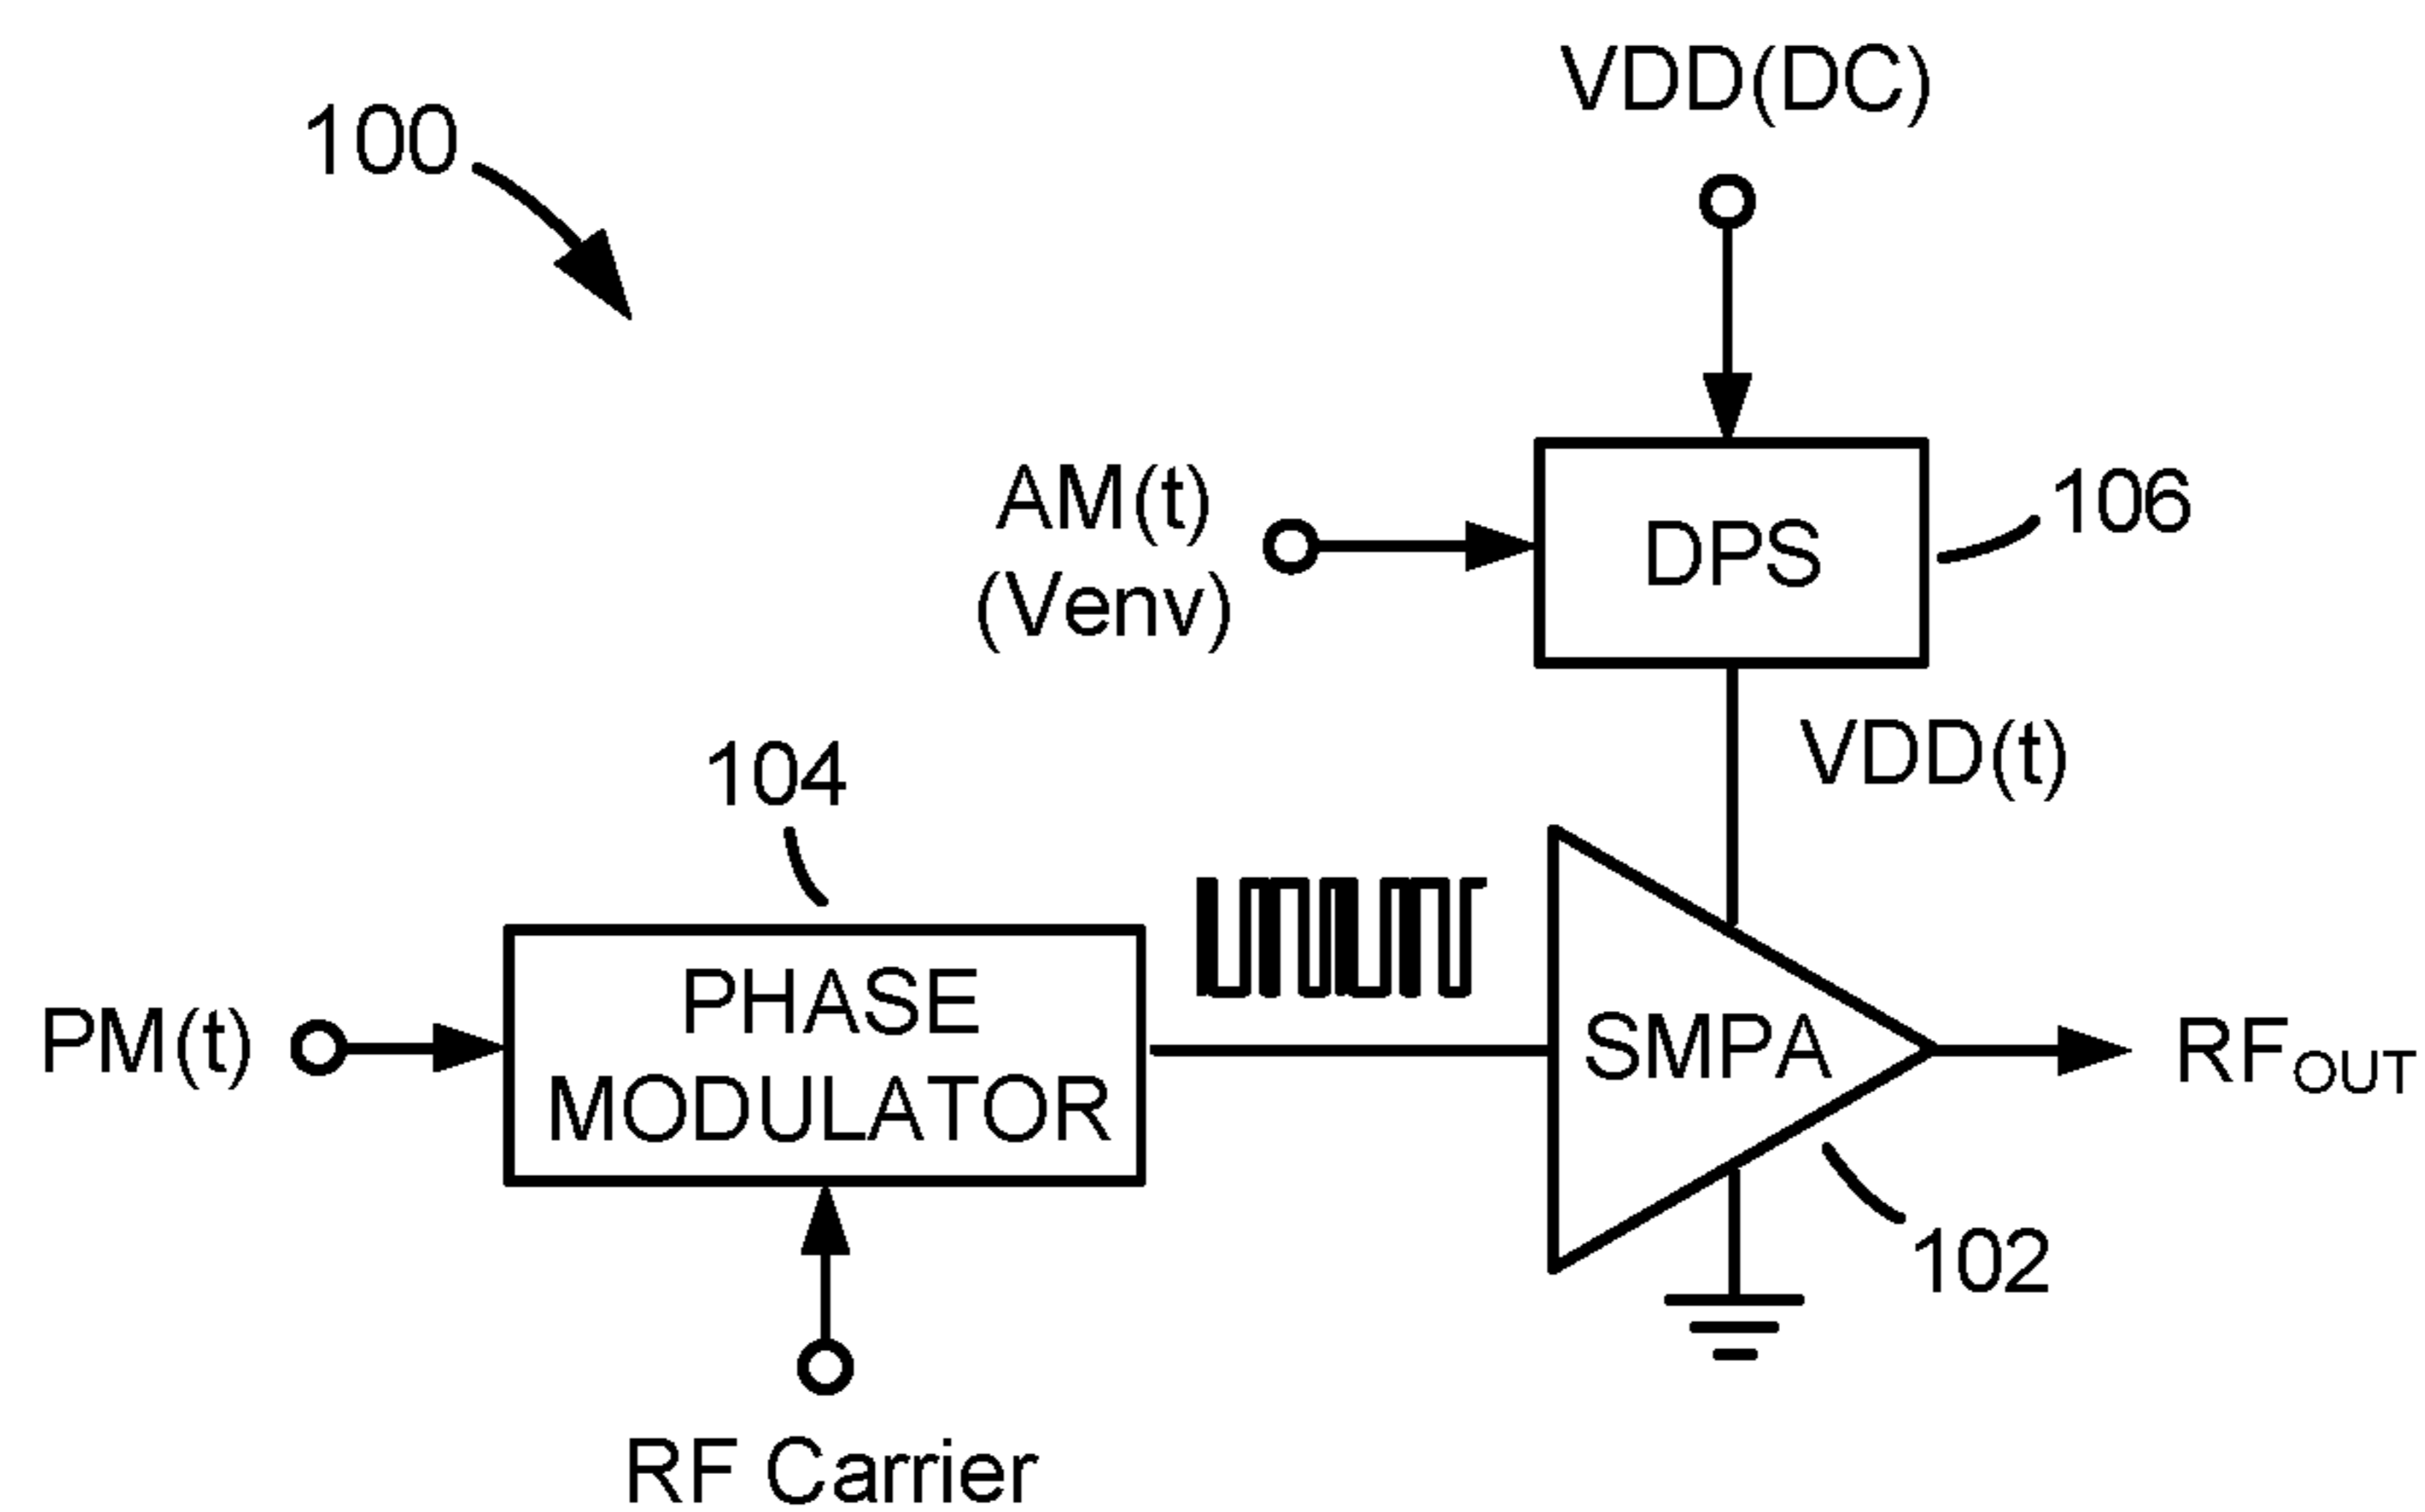 VDD(DC)
100
AM(t)
(Venv)
DPS
106
VDD(t)
104
PM(t)
PHASE
MODULATOR
SMPA
RFOUT
102
RF Carrier